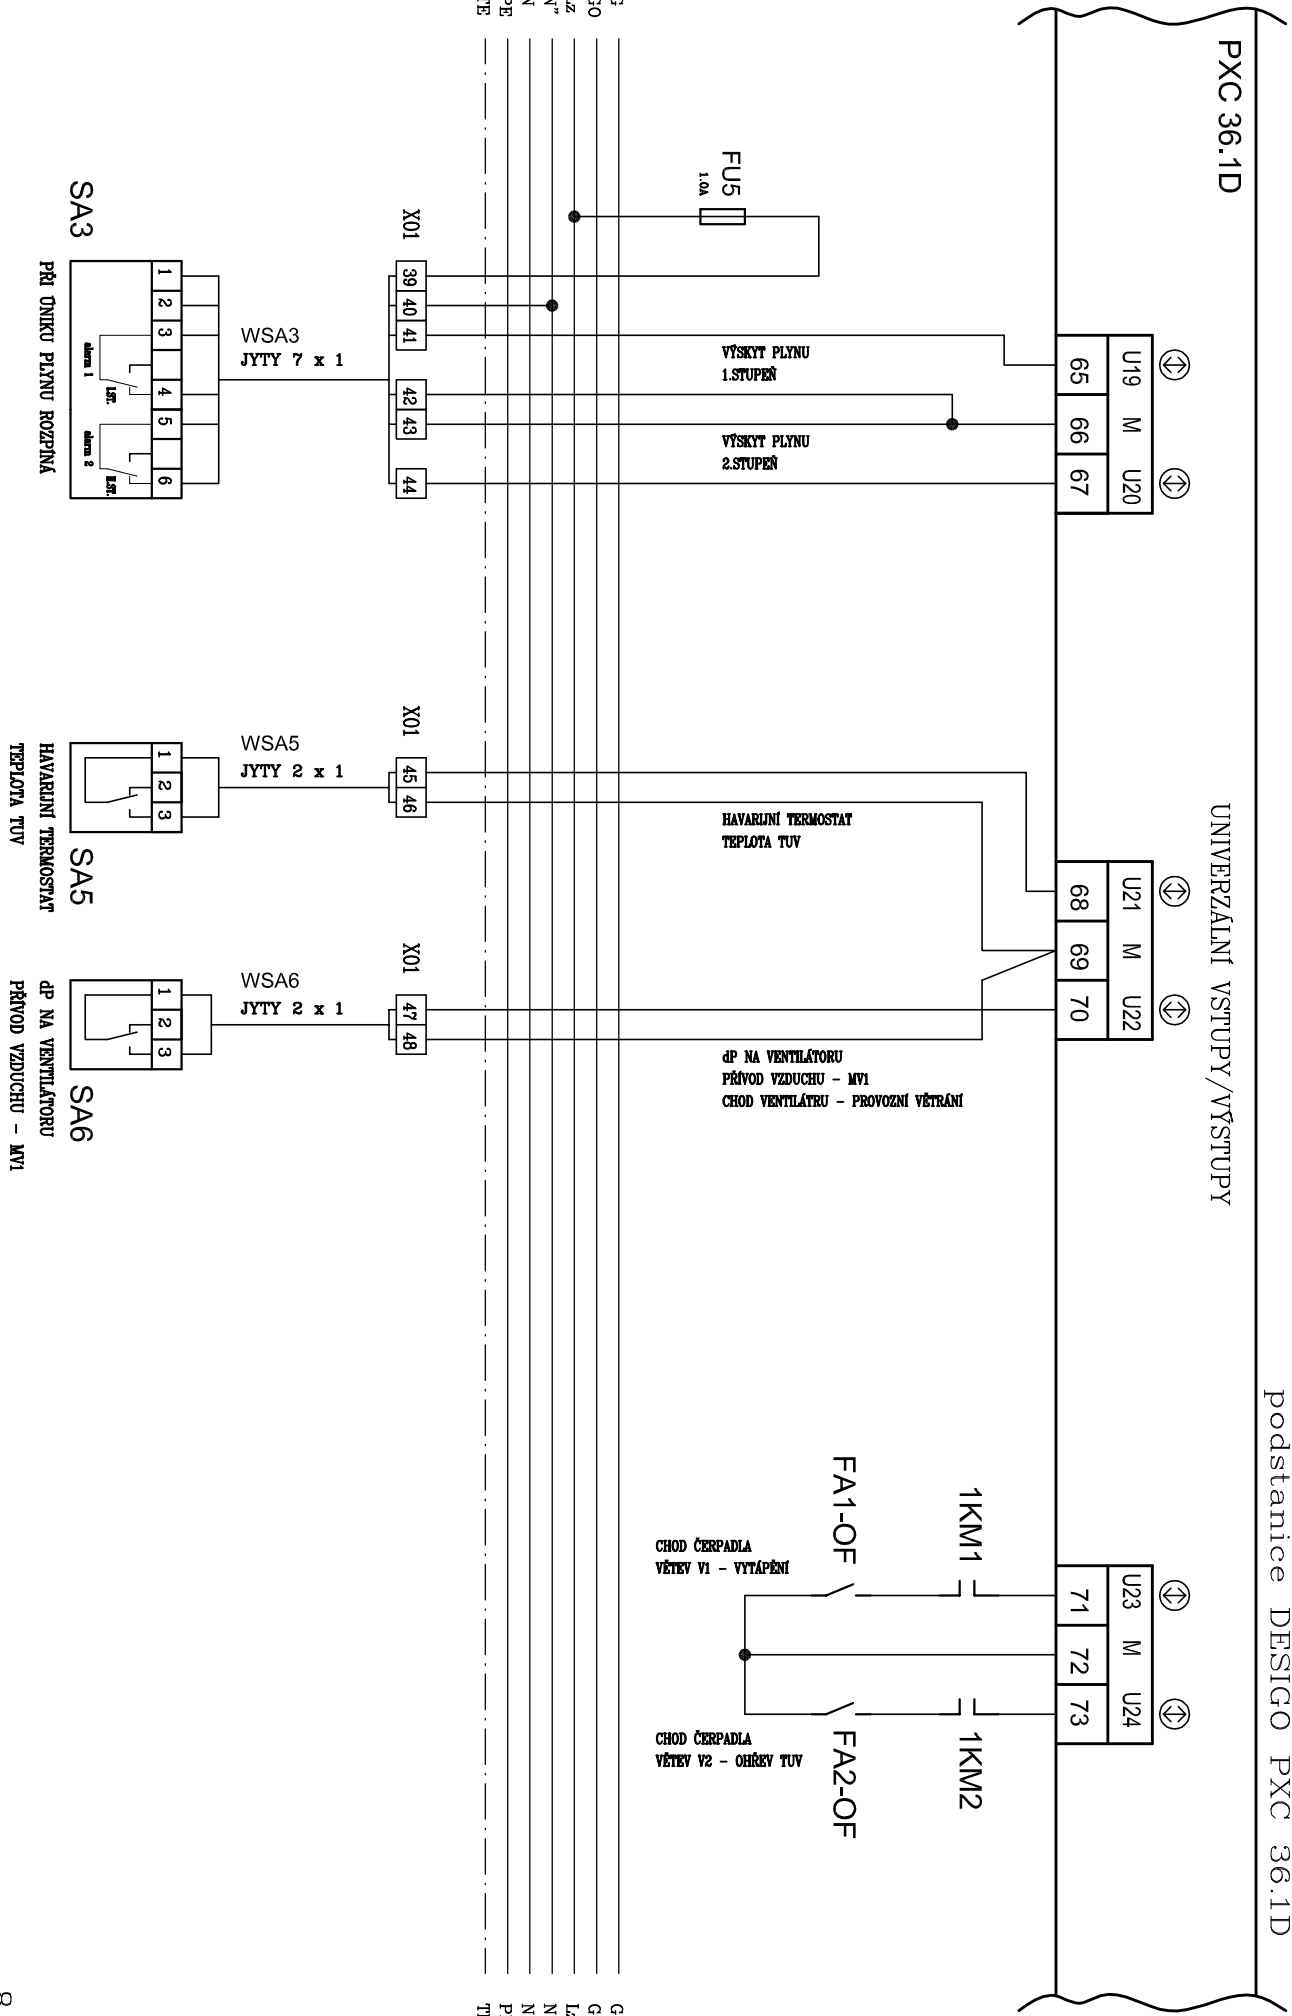 podstanice DESIGO PXC 36.1D
PXC 36.1D
UNIVERZÁLNÍ VSTUPY/VÝSTUPY
U19 M U20
65 66 67
U21 M U22
68 69 70
U23 M U24
71 72 73
1KM1
1KM2
FA1-OF
FA2-OF
FU5
1.0A
VÝSKYT PLYNU
1.STUPEŇ
VÝSKYT PLYNU
2.STUPEŇ
HAVARIJNÍ TERMOSTAT
TEPLOTA TUV
dP NA VENTILÁTORU
PŘÍVOD VZDUCHU - MV1
CHOD VENTILÁTRU - PROVOZNÍ VĚTRÁNÍ
CHOD ČERPADLA
VĚTEV V1 - VYTÁPĚNÍ
CHOD ČERPADLA
VĚTEV V2 - OHŘEV TUV
G
GO
Lz
N"
N
PE
TE
X01
39 40 41 42 43 44
X01
45 46
X01
47 48
WSA3
JYTY 7 x 1
WSA5
JYTY 2 x 1
WSA6
JYTY 2 x 1
1 2 3 4 5 6
alarm 1
I.ST.
alarm 2
II.ST.
SA3
PŘI ÚNIKU PLYNU ROZPÍNÁ
1 2 3
SA5
HAVARIJNÍ TERMOSTAT
TEPLOTA TUV
1 2 3
SA6
dP NA VENTILÁTORU
PŘÍVOD VZDUCHU - MV1
8